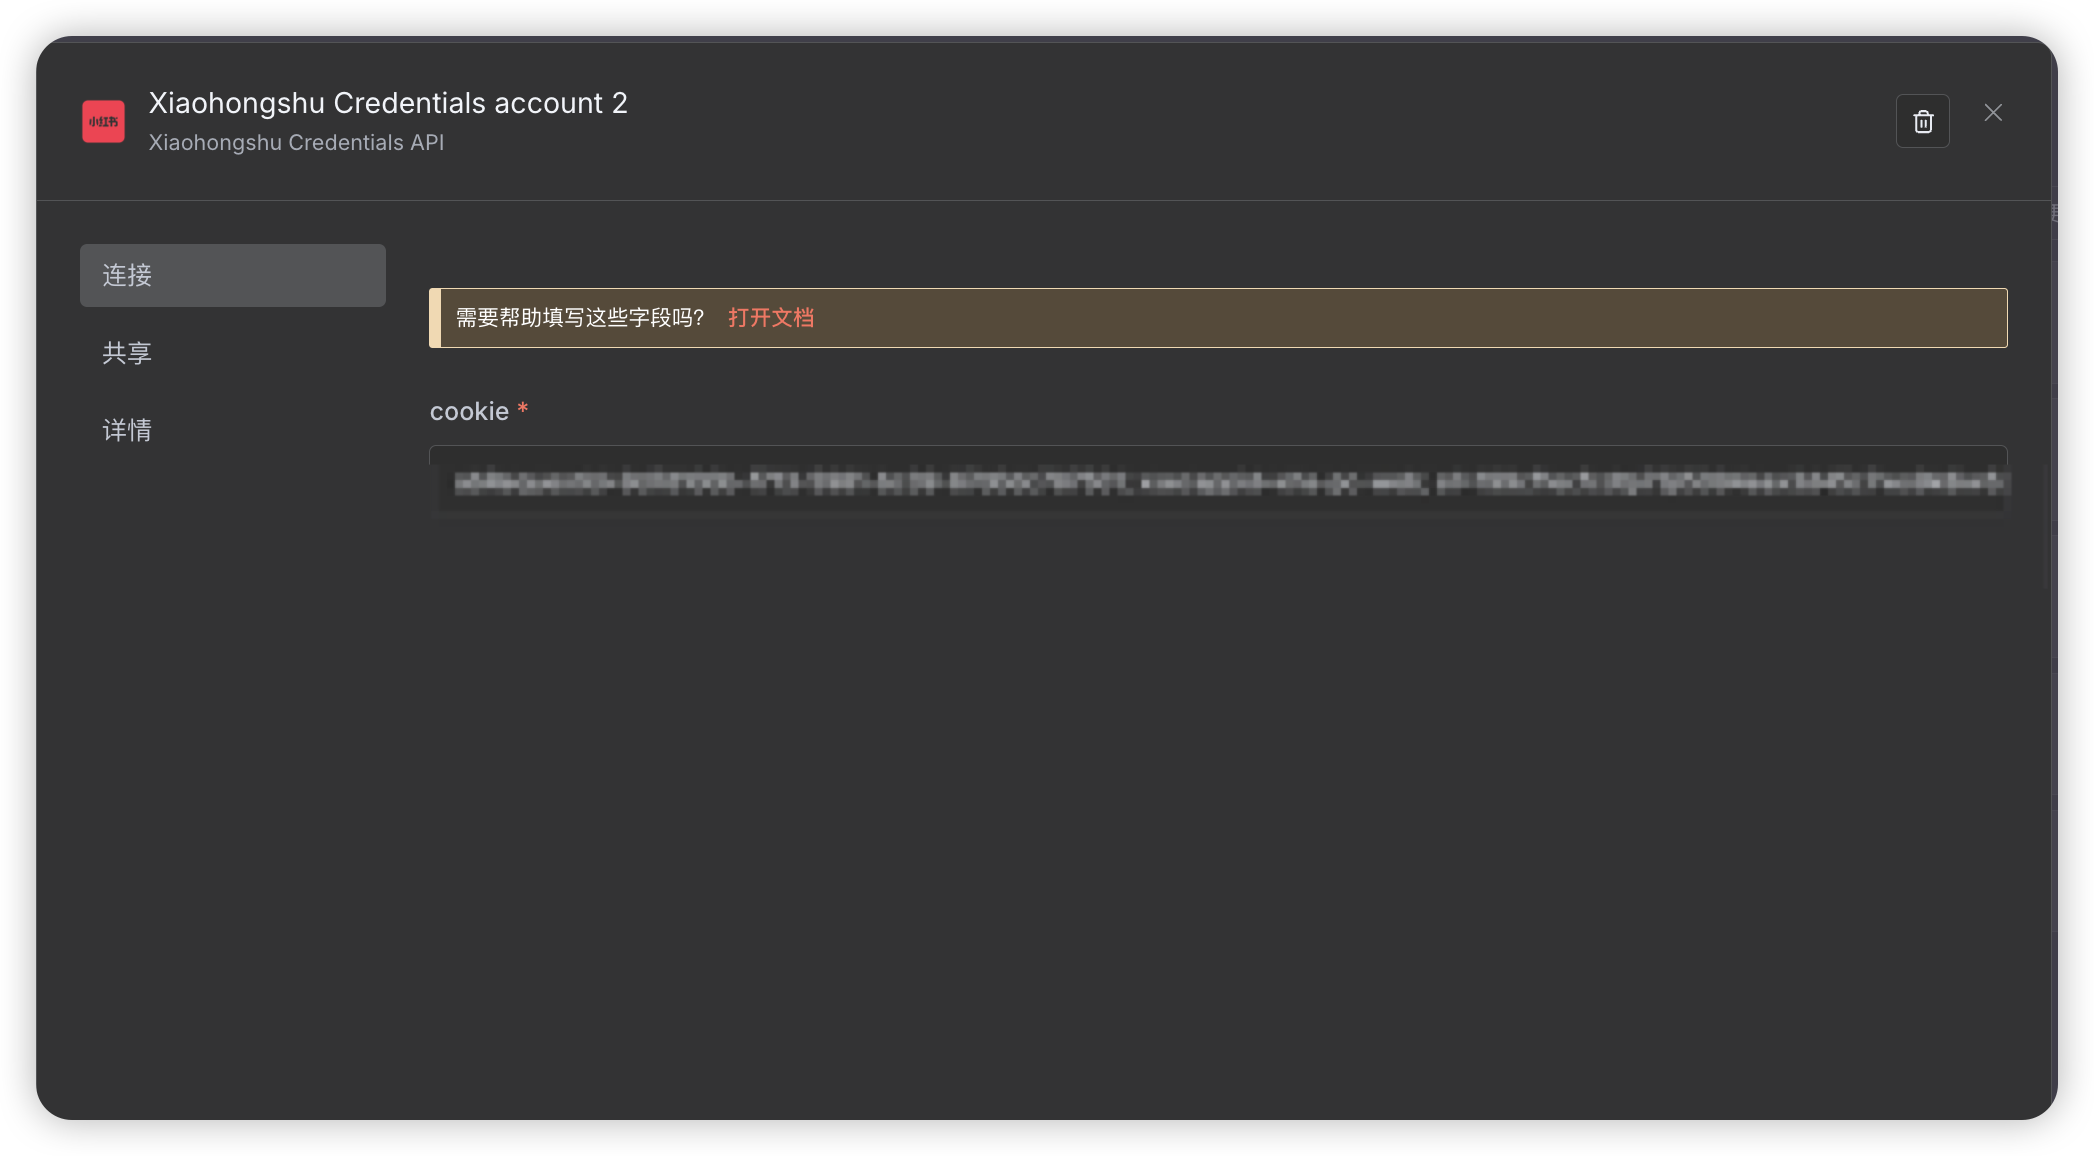 小红书
Xiaohongshu Credentials account 2
Xiaohongshu Credentials API
连接
共享
详情
需要帮助填写这些字段吗? 打开文档
cookie *